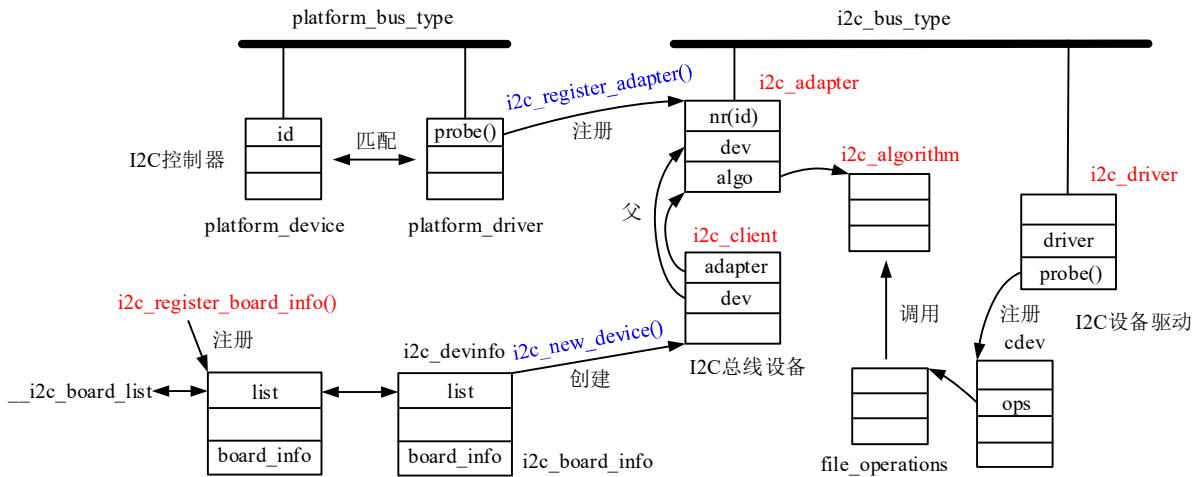 platform_bus_type
i2c_bus_type
i2c_register_adapter()
i2c_adapter
id
匹配
probe()
注册
nr(id)
dev
algo
I2C控制器
platform_device
platform_driver
i2c_algorithm
i2c_driver
父
i2c_client
adapter
dev
driver
probe()
i2c_register_board_info()
注册
i2c_devinfo
i2c_new_device()
创建
I2C总线设备
调用
注册
I2C设备驱动
cdev
__i2c_board_list
list
list
ops
board_info
board_info
i2c_board_info
file_operations